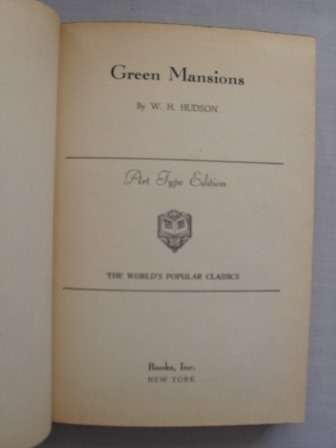 Green Mansions
By W. H. HUDSON
Art Type Edition
THE WORLD'S POPULAR CLASSICS
Books, Inc.
NEW YORK